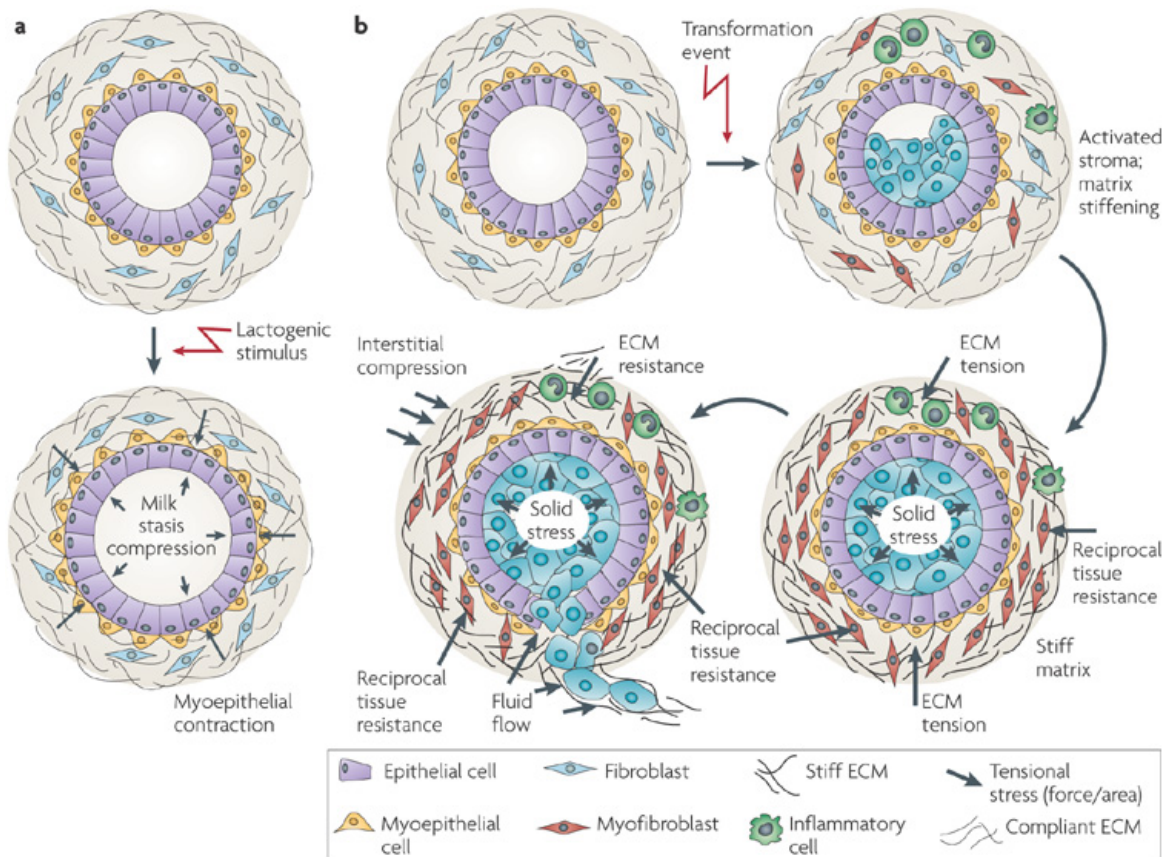 a
b
Transformation
event
Activated
stroma;
matrix
stiffening
Lactogenic
stimulus
Milk
stasis
compression
Myoepithelial
contraction
Interstitial
compression
ECM
resistance
ECM
tension
Solid
stress
Solid
stress
Reciprocal
tissue
resistance
Fluid
flow
Reciprocal
tissue
resistance
Reciprocal
tissue
resistance
Stiff
matrix
ECM
tension
Epithelial cell
Fibroblast
Stiff ECM
Tensional
stress (force/area)
Myoepithelial
cell
Myofibroblast
Inflammatory
cell
Compliant ECM